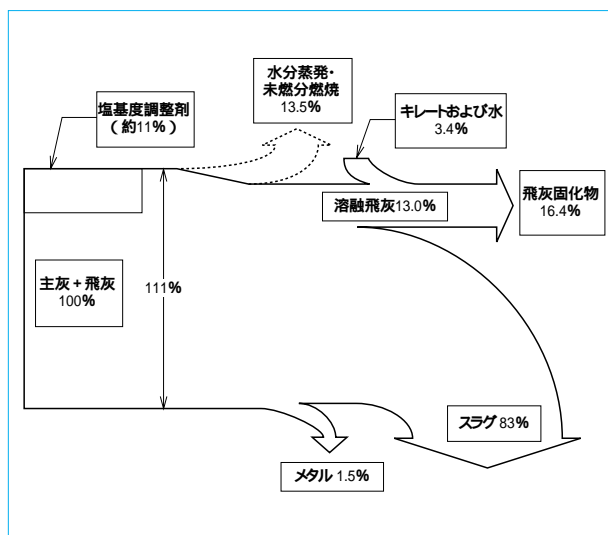 水分蒸発・
未燃分燃焼
13.5%
塩基度調整剤
(約11%)
キレートおよび水
3.4%
溶融飛灰13.0%
飛灰固化物
16.4%
主灰+飛灰
100%
111%
スラグ 83%
メタル 1.5%